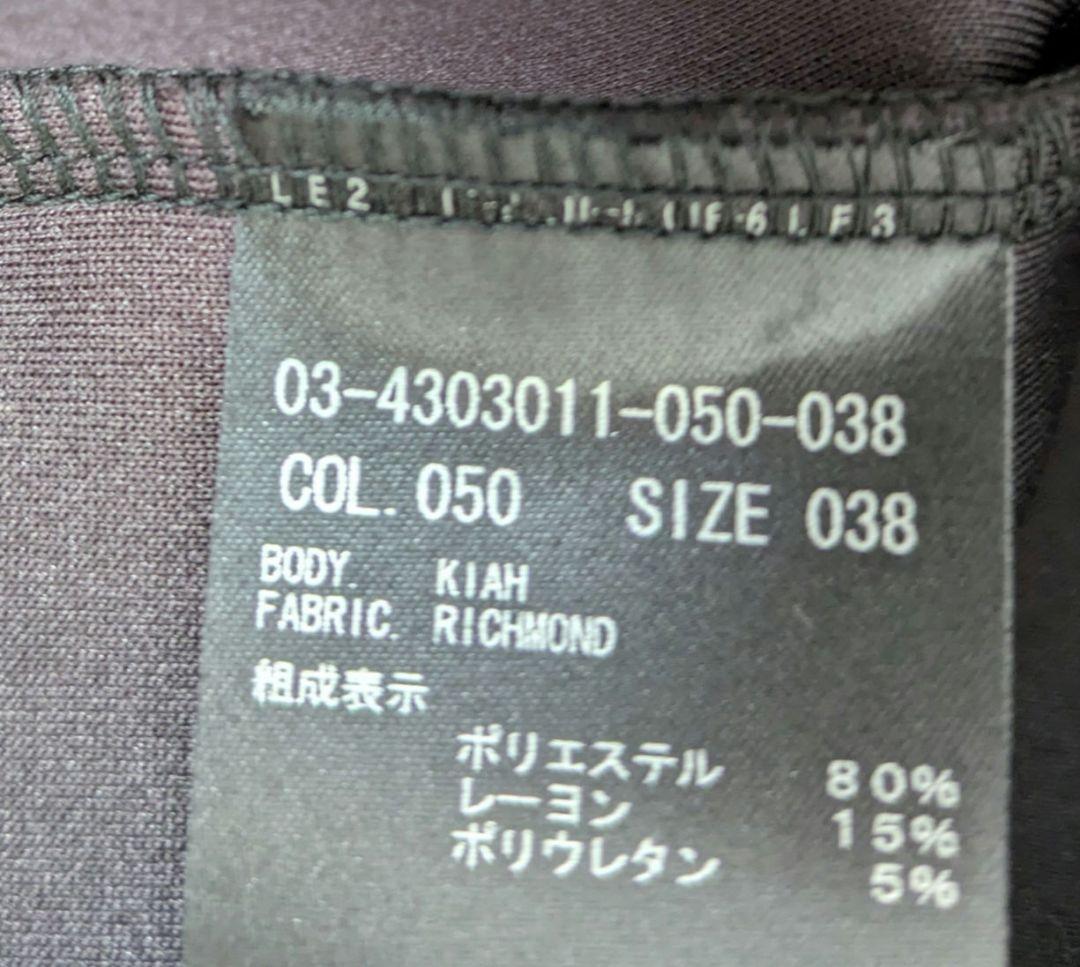 LE2
03-4303011-050-038
COL. 050 SIZE 038
BODY. KIAH
FABRIC. RICHMOND
組成表示
ポリエステル 80%
レーヨン 15%
ポリウレタン 5%